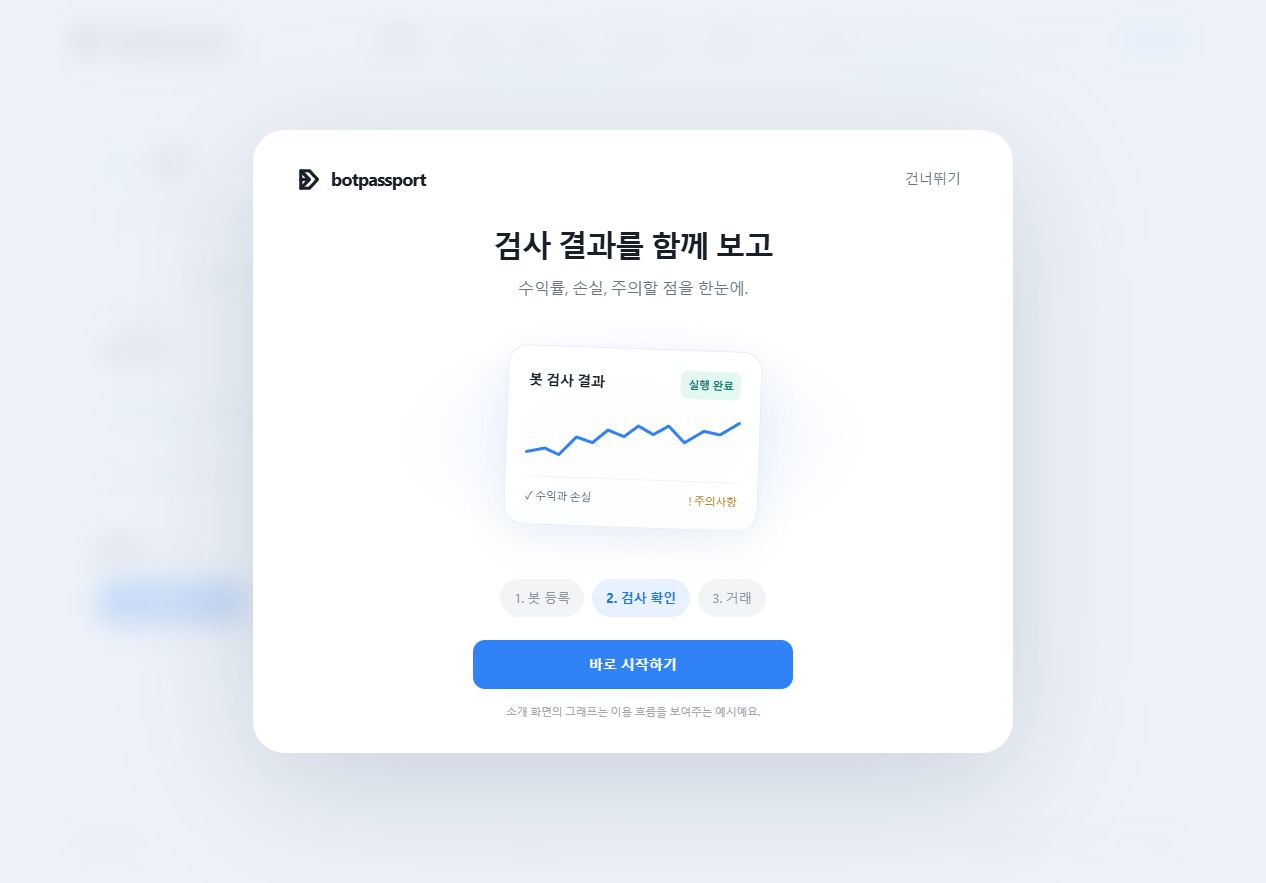 botpassport
건너뛰기
검사 결과를 함께 보고
수익률, 손실, 주의할 점을 한눈에.
봇 검사 결과
실행 완료
✓ 수익과 손실
! 주의사항
1. 봇 등록
2. 검사 확인
3. 거래
바로 시작하기
소개 화면의 그래프는 이용 흐름을 보여주는 예시예요.